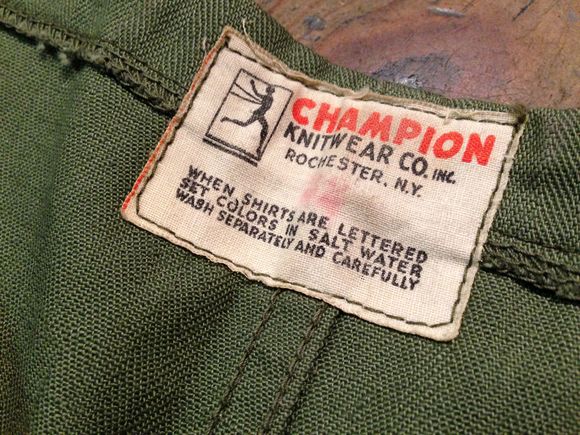 CHAMPION
KNITWEAR CO. INC.
ROCHESTER, N.Y.
WHEN SHIRTS ARE LETTERED
SET COLORS IN SALT WATER
WASH SEPARATELY AND CAREFULLY